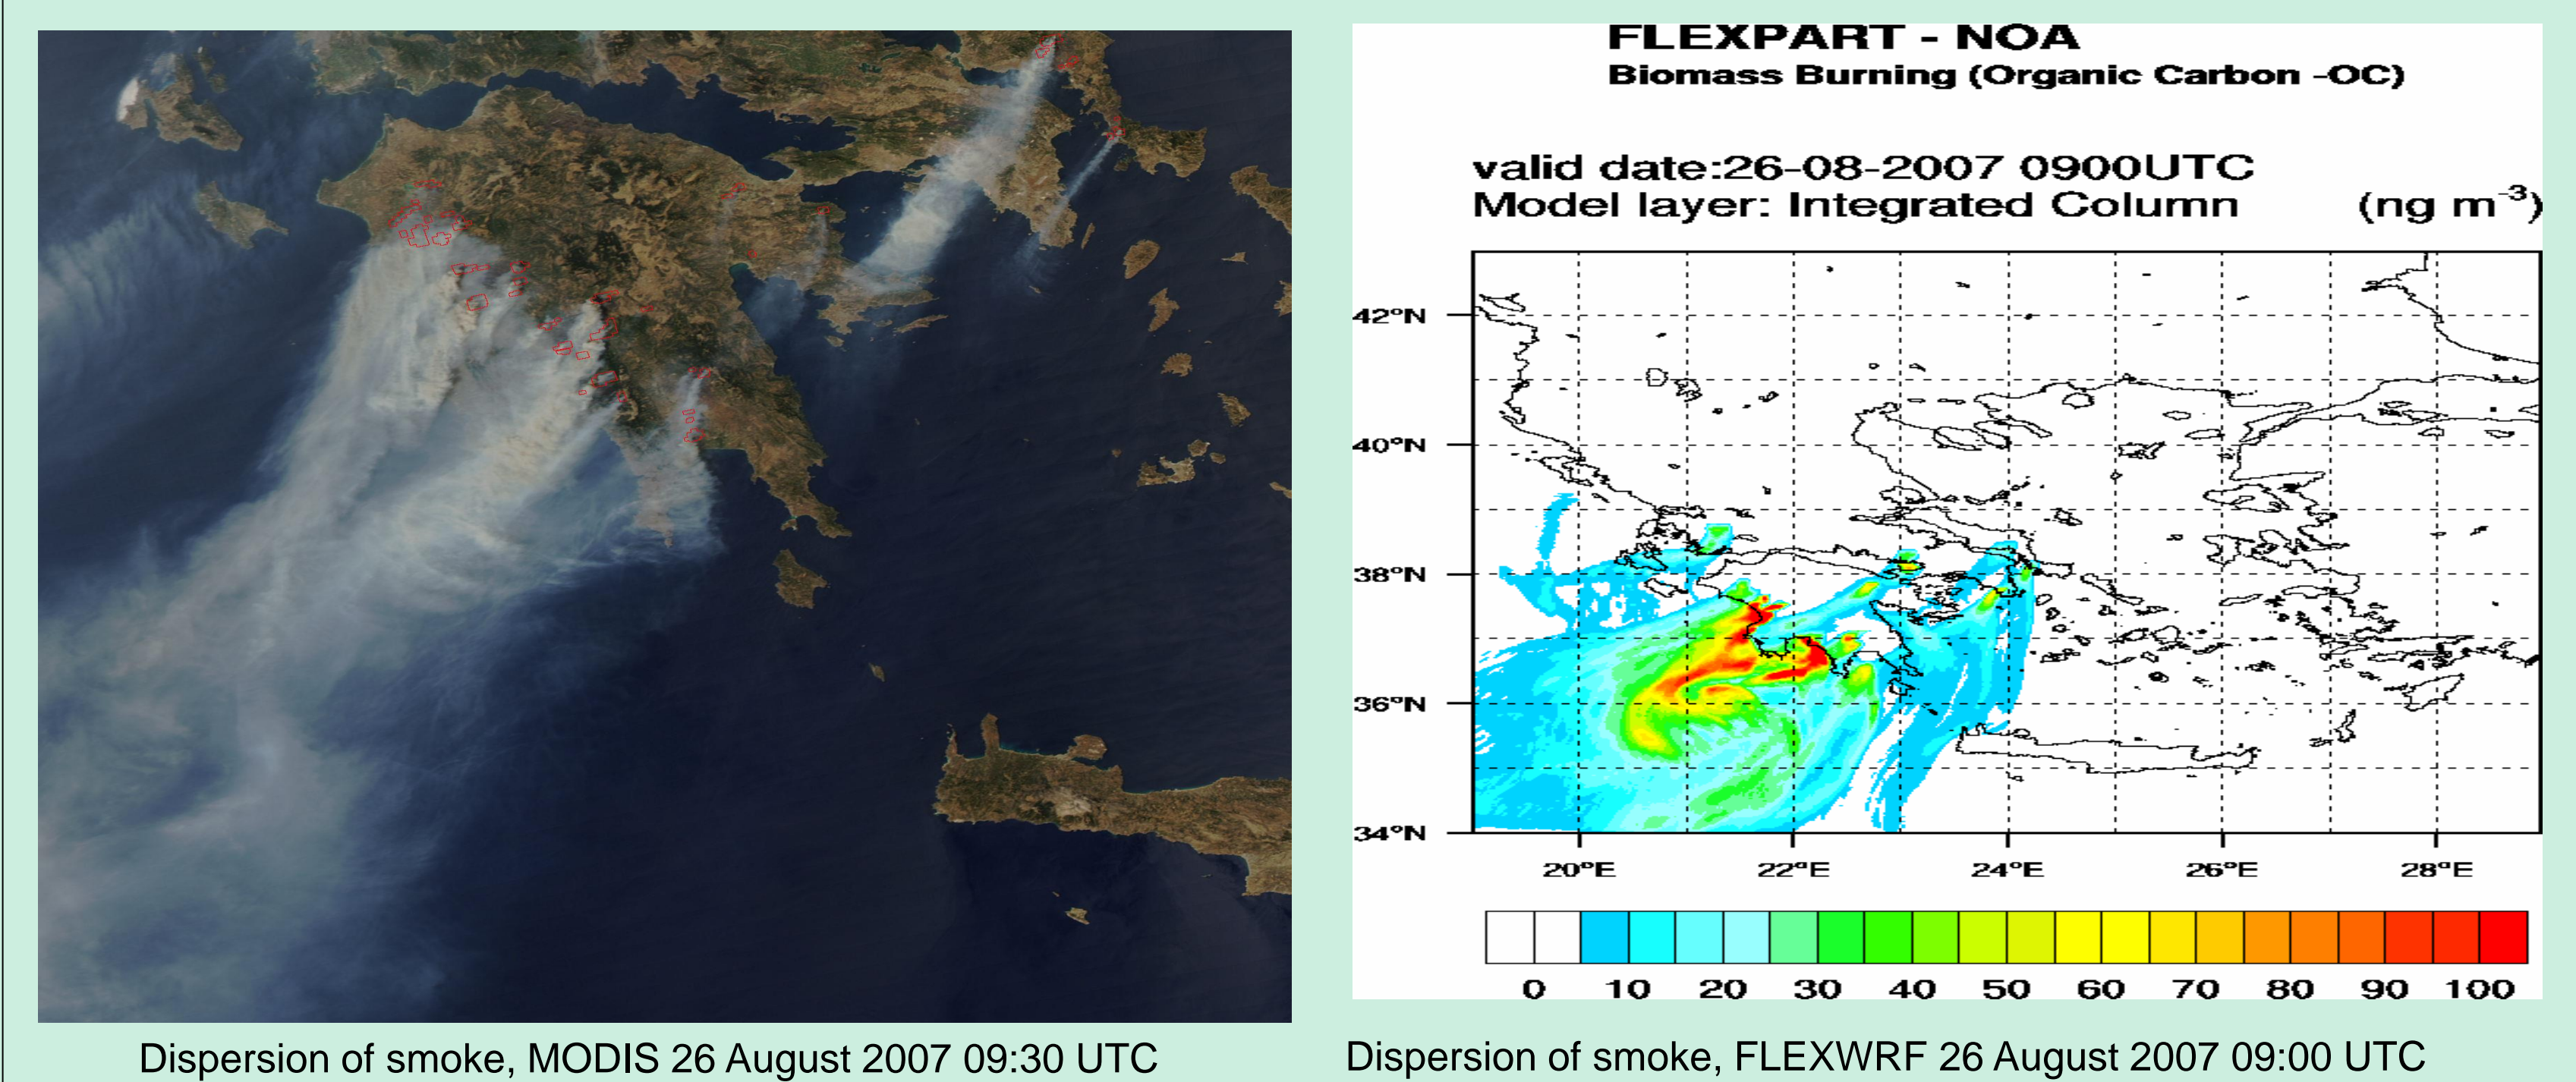 FLEXPART - NOA
Biomass Burning (Organic Carbon -OC)
valid date:26-08-2007 0900UTC
Model layer: Integrated Column (ng m⁻³)
42°N
40°N
38°N
36°N
34°N
20°E 22°E 24°E 26°E 28°E
0 10 20 30 40 50 60 70 80 90 100
Dispersion of smoke, MODIS 26 August 2007 09:30 UTC
Dispersion of smoke, FLEXWRF 26 August 2007 09:00 UTC